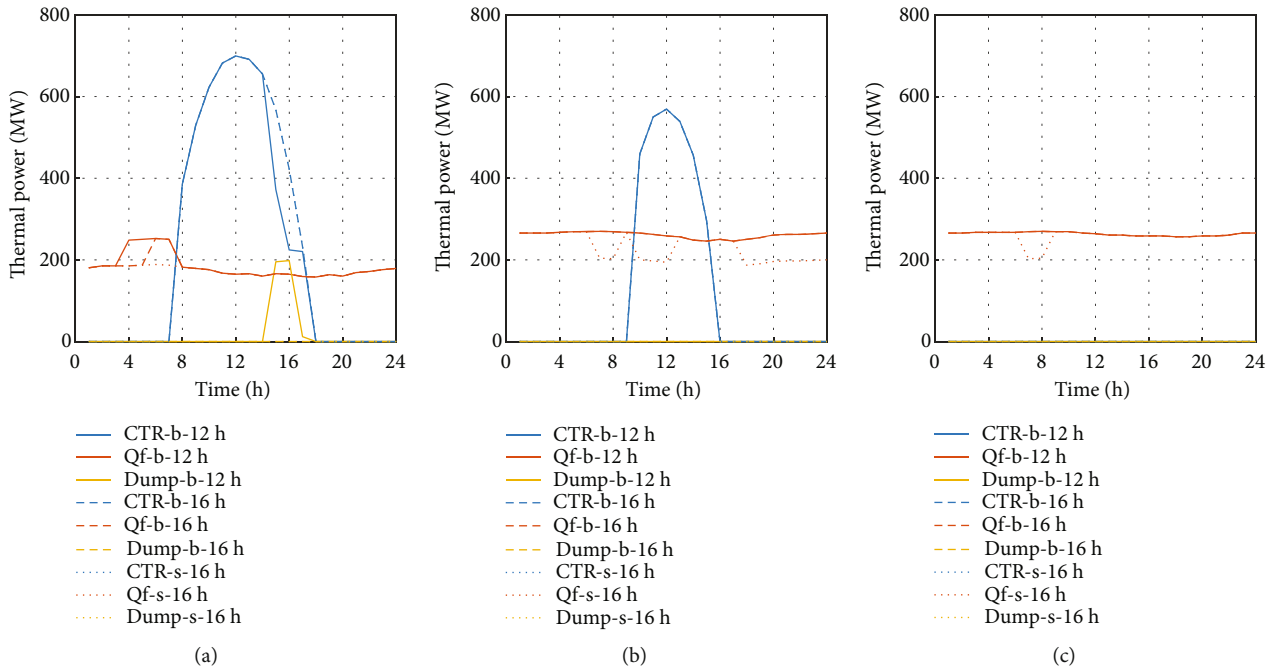 800
600
400
200
0
Thermal power (MW)
0 4 8 12 16 20 24
Time (h)
CTR-b-12 h
Qf-b-12 h
Dump-b-12 h
CTR-b-16 h
Qf-b-16 h
Dump-b-16 h
CTR-s-16 h
Qf-s-16 h
Dump-s-16 h
(a)
800
600
400
200
0
Thermal power (MW)
0 4 8 12 16 20 24
Time (h)
CTR-b-12 h
Qf-b-12 h
Dump-b-12 h
CTR-b-16 h
Qf-b-16 h
Dump-b-16 h
CTR-s-16 h
Qf-s-16 h
Dump-s-16 h
(b)
800
600
400
200
0
Thermal power (MW)
0 4 8 12 16 20 24
Time (h)
CTR-b-12 h
Qf-b-12 h
Dump-b-12 h
CTR-b-16 h
Qf-b-16 h
Dump-b-16 h
CTR-s-16 h
Qf-s-16 h
Dump-s-16 h
(c)